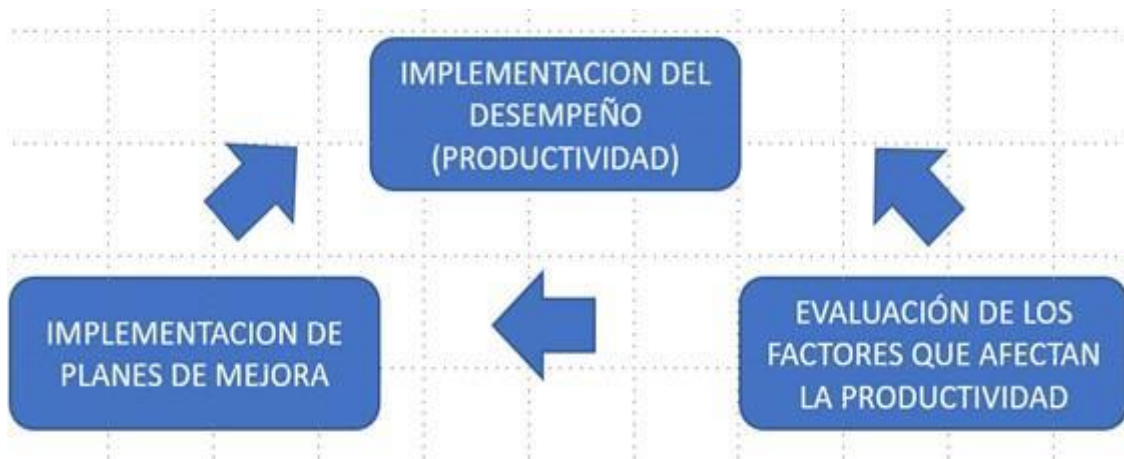 IMPLEMENTACION DEL
DESEMPEÑO
(PRODUCTIVIDAD)
IMPLEMENTACION DE
PLANES DE MEJORA
EVALUACIÓN DE LOS
FACTORES QUE AFECTAN
LA PRODUCTIVIDAD